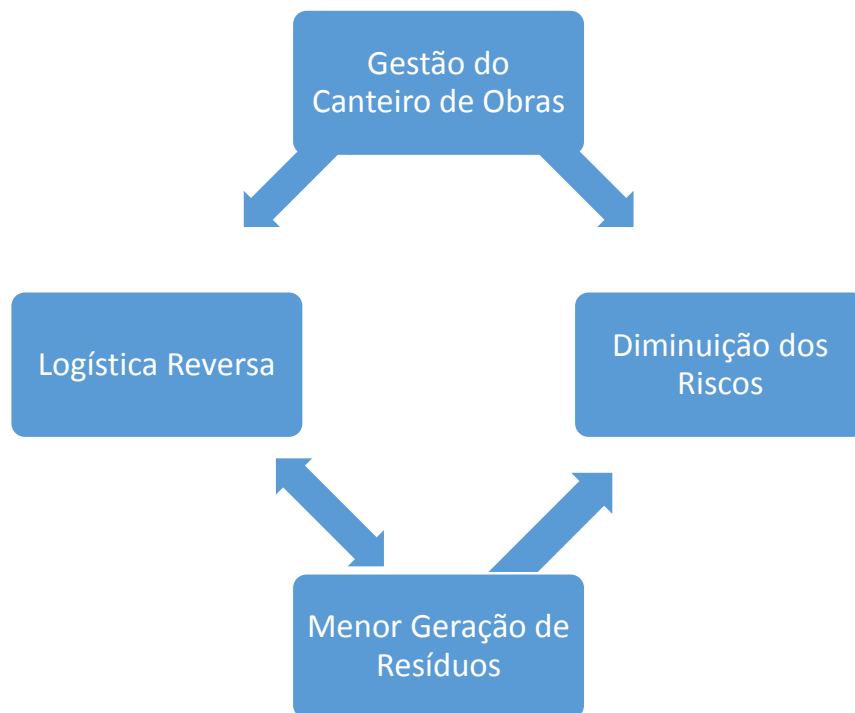 Gestão do
Canteiro de Obras
Logística Reversa
Diminuição dos
Riscos
Menor Geração de
Resíduos